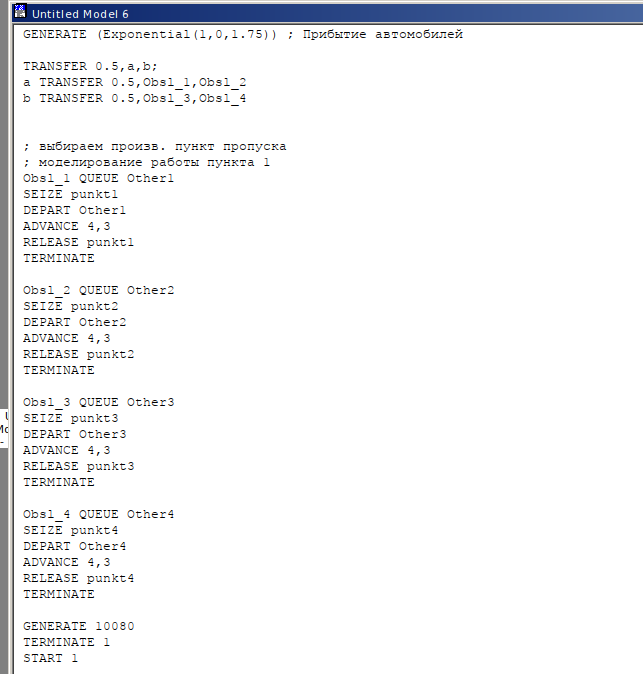 Untitled Model 6
GENERATE (Exponential(1,0,1.75)) ; Прибытие автомобилей
TRANSFER 0.5,a,b;
a TRANSFER 0.5,Obsl_1,Obsl_2
b TRANSFER 0.5,Obsl_3,Obsl_4
; выбираем произв. пункт пропуска
; моделирование работы пункта 1
Obsl_1 QUEUE Other1
SEIZE punkt1
DEPART Other1
ADVANCE 4,3
RELEASE punkt1
TERMINATE
Obsl_2 QUEUE Other2
SEIZE punkt2
DEPART Other2
ADVANCE 4,3
RELEASE punkt2
TERMINATE
Obsl_3 QUEUE Other3
SEIZE punkt3
DEPART Other3
ADVANCE 4,3
RELEASE punkt3
TERMINATE
Obsl_4 QUEUE Other4
SEIZE punkt4
DEPART Other4
ADVANCE 4,3
RELEASE punkt4
TERMINATE
GENERATE 10080
TERMINATE 1
START 1